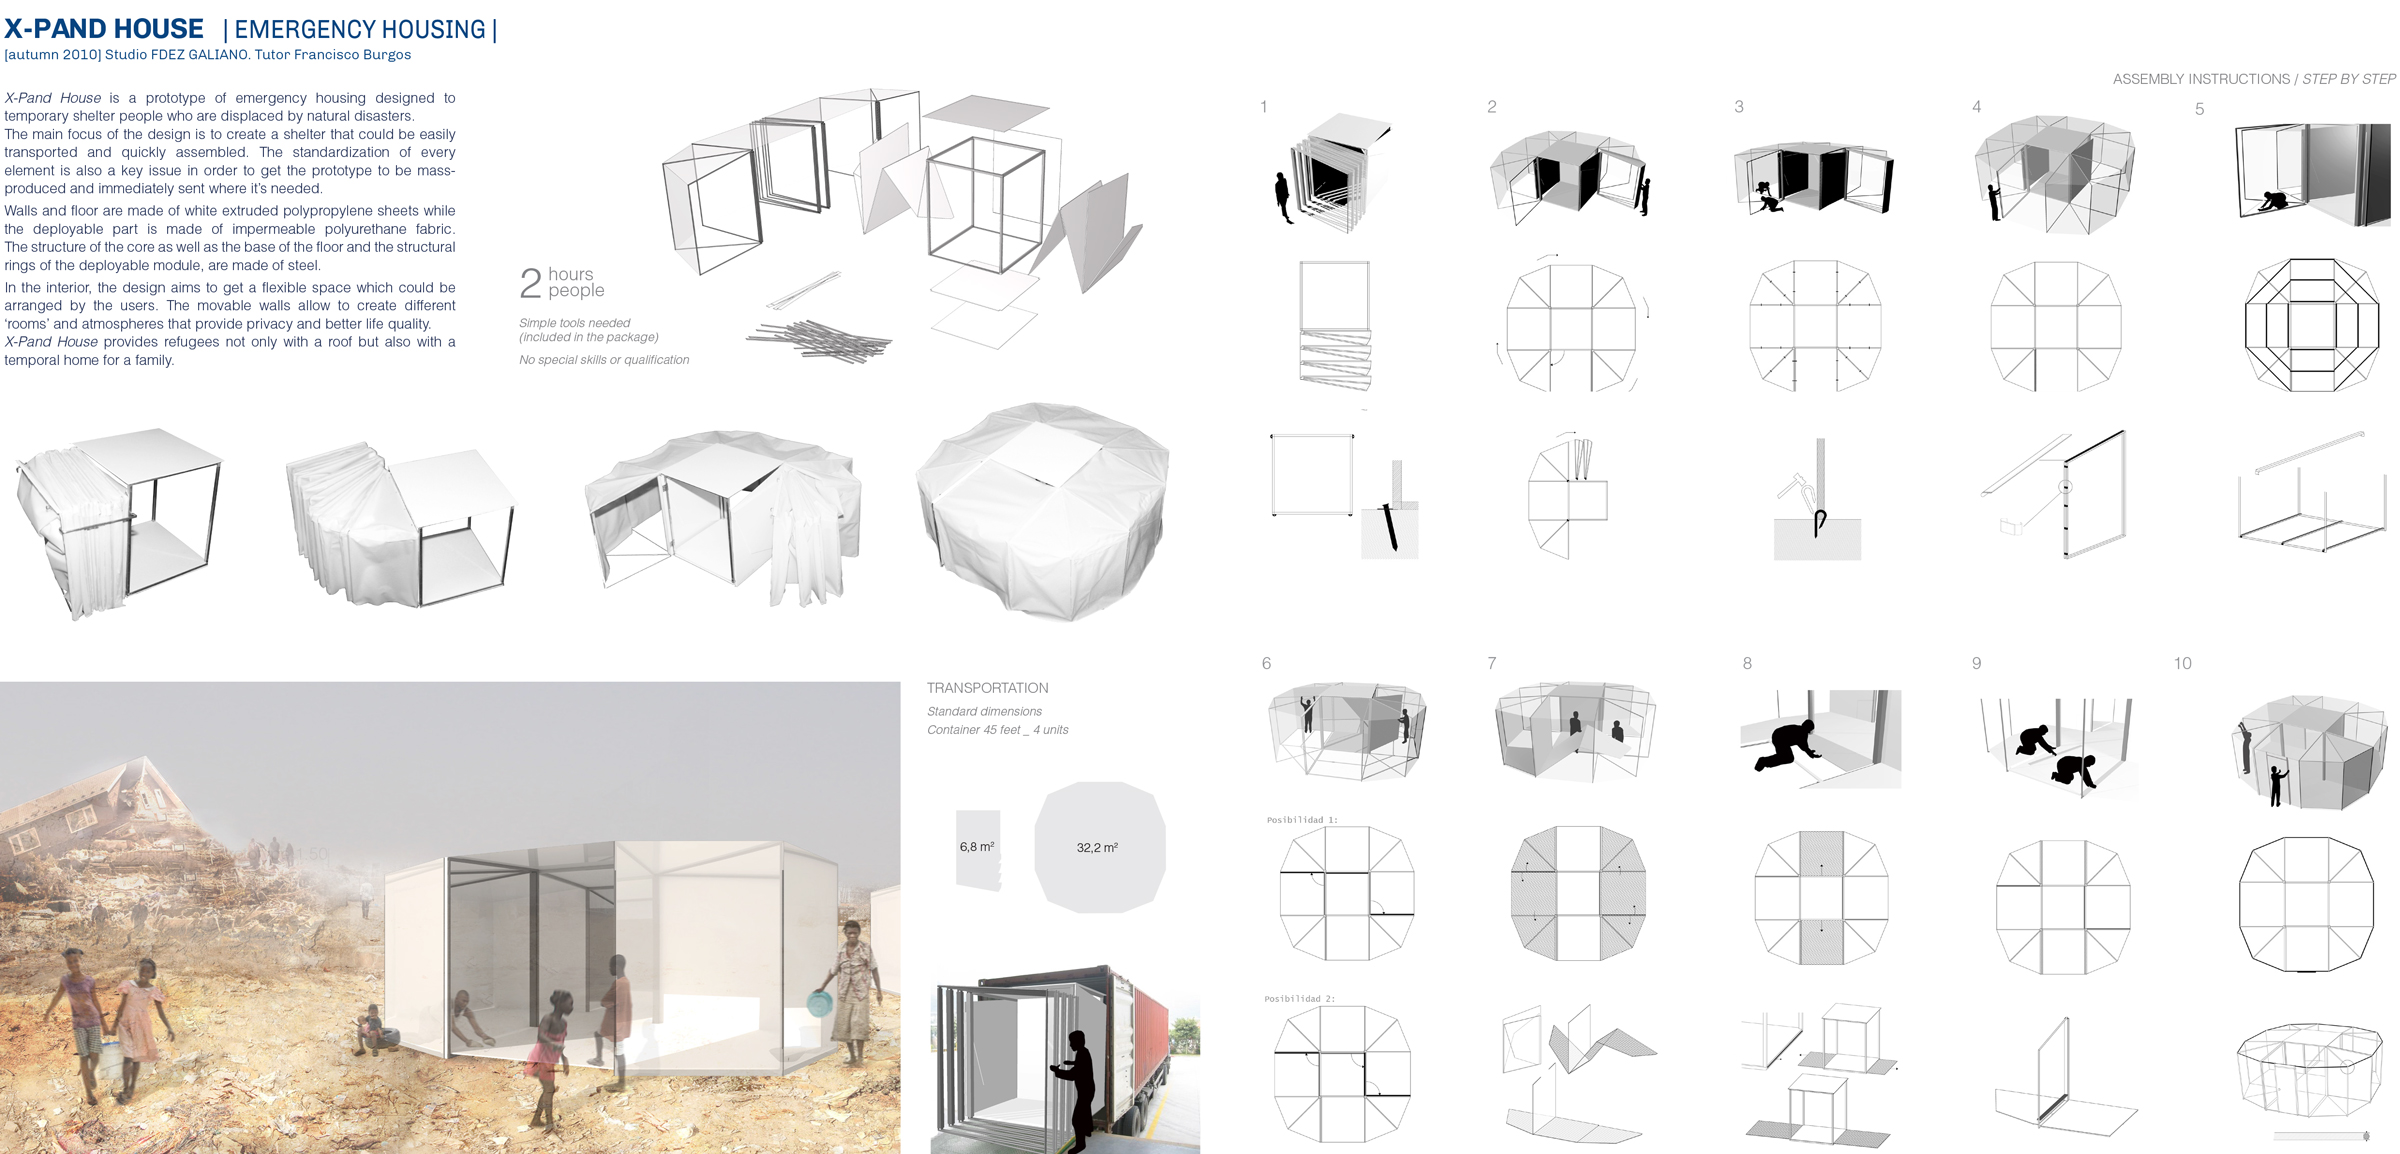 X-PAND HOUSE | EMERGENCY HOUSING |
[autumn 2010] Studio FDEZ GALIANO. Tutor Francisco Burgos
X-Pand House is a prototype of emergency housing designed to
temporary shelter people who are displaced by natural disasters.
The main focus of the design is to create a shelter that could be easily
transported and quickly assembled. The standardization of every
element is also a key issue in order to get the prototype to be mass-
produced and immediately sent where it's needed.
Walls and floor are made of white extruded polypropylene sheets while
the deployable part is made of impermeable polyurethane fabric.
The structure of the core as well as the base of the floor and the structural
rings of the deployable module, are made of steel.
In the interior, the design aims to get a flexible space which could be
arranged by the users. The movable walls allow to create different
'rooms' and atmospheres that provide privacy and better life quality.
X-Pand House provides refugees not only with a roof but also with a
temporal home for a family.
2 hours
people
Simple tools needed
(included in the package)
No special skills or qualification
TRANSPORTATION
Standard dimensions
Container 45 feet _ 4 units
6,8 m²
32,2 m²
1.50
ASSEMBLY INSTRUCTIONS / STEP BY STEP
1
2
3
4
5
6
7
8
9
10
Posibilidad 1:
Posibilidad 2: